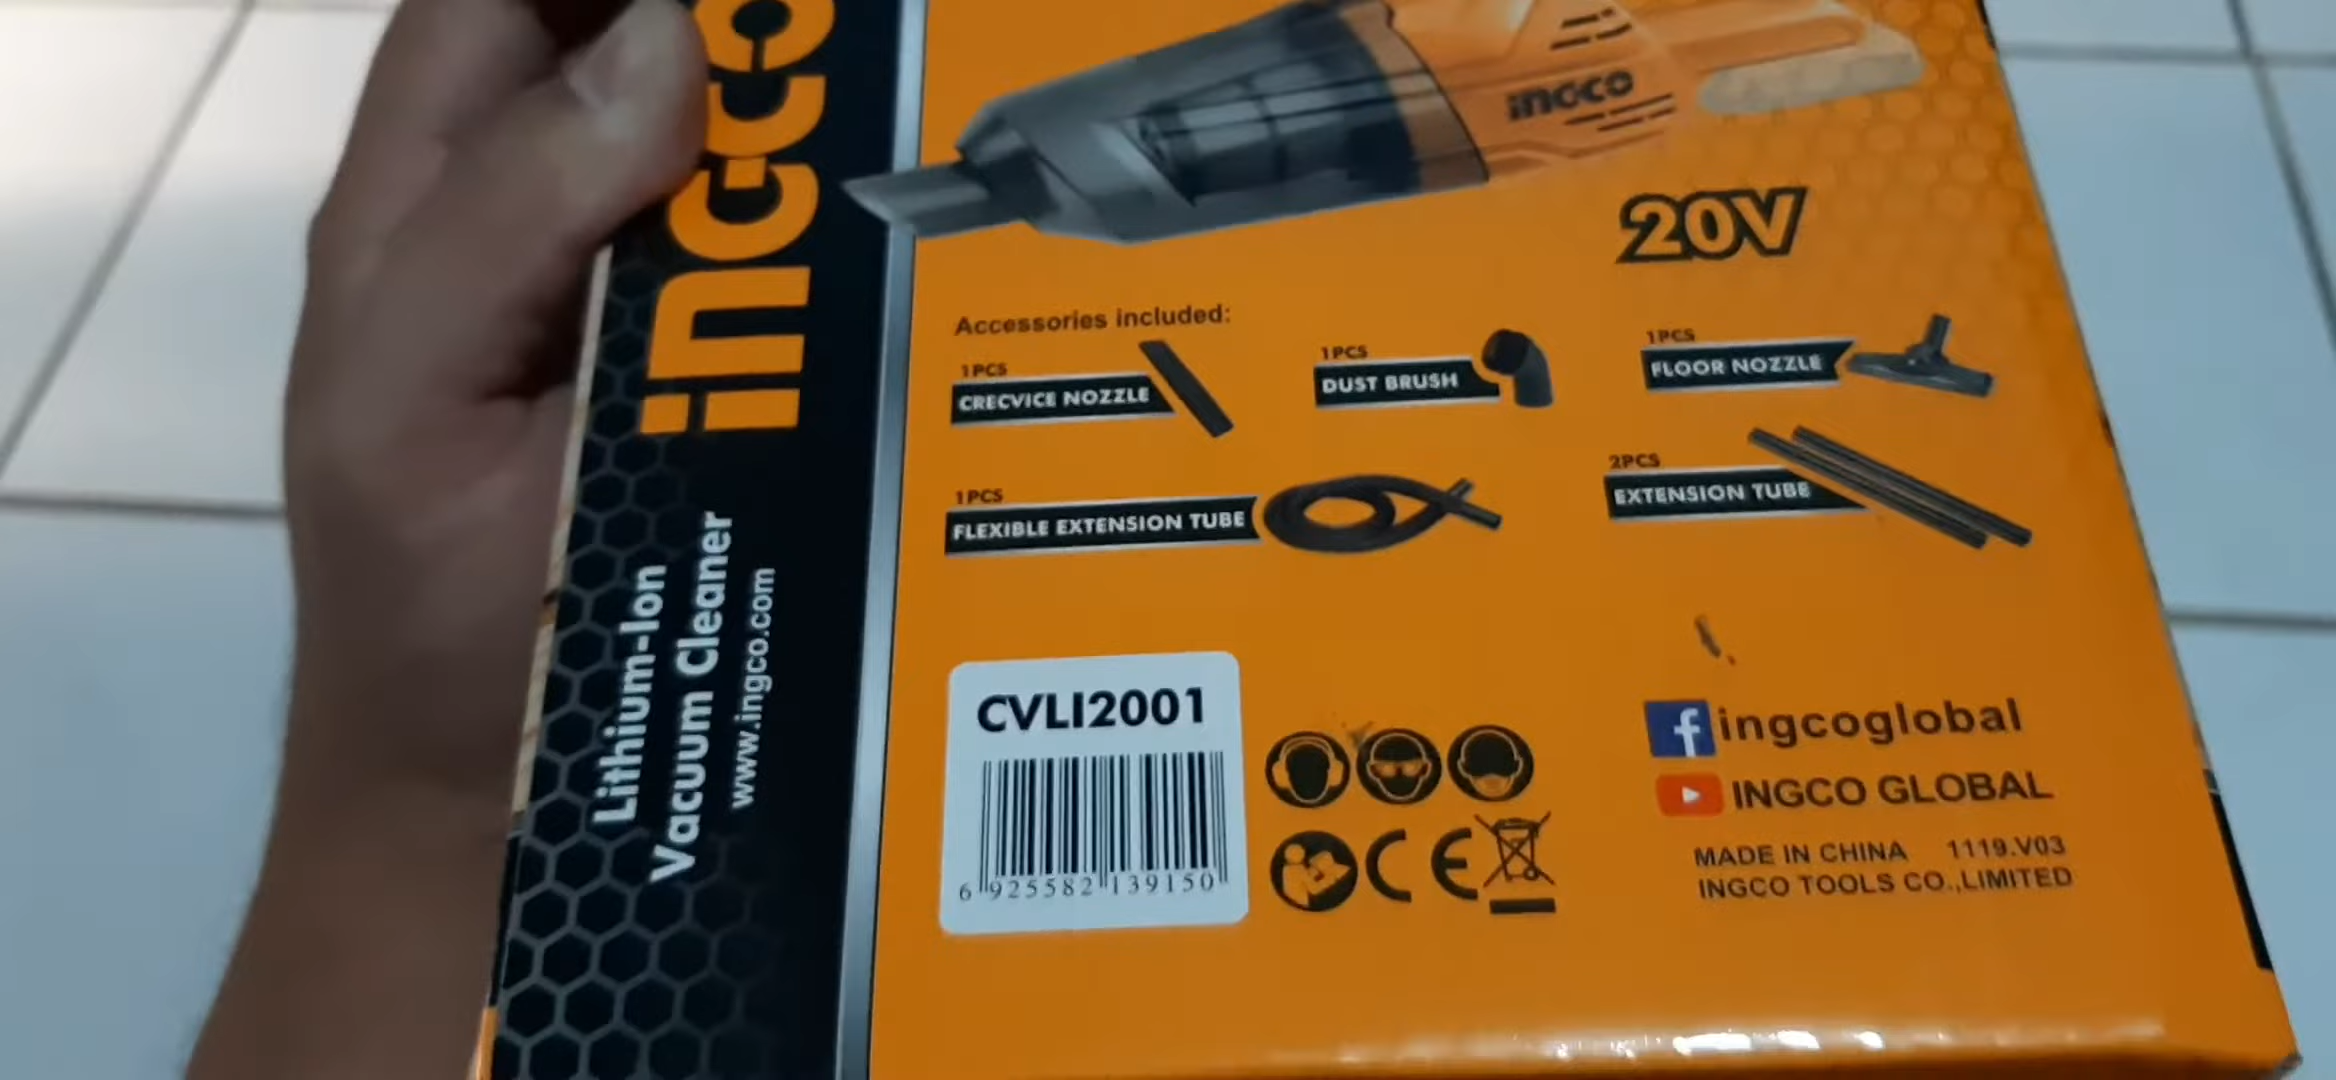 ingco
Lithium-Ion
Vacuum Cleaner
www.ingco.com
INGCO
20V
Accessories included:
1PCS
CRECVICE NOZZLE
1PCS
DUST BRUSH
1PCS
FLOOR NOZZLE
1PCS
FLEXIBLE EXTENSION TUBE
2PCS
EXTENSION TUBE
CVLI2001
6 925582 139150
CE
f ingcoglobal
INGCO GLOBAL
MADE IN CHINA 1119.V03
INGCO TOOLS CO.,LIMITED